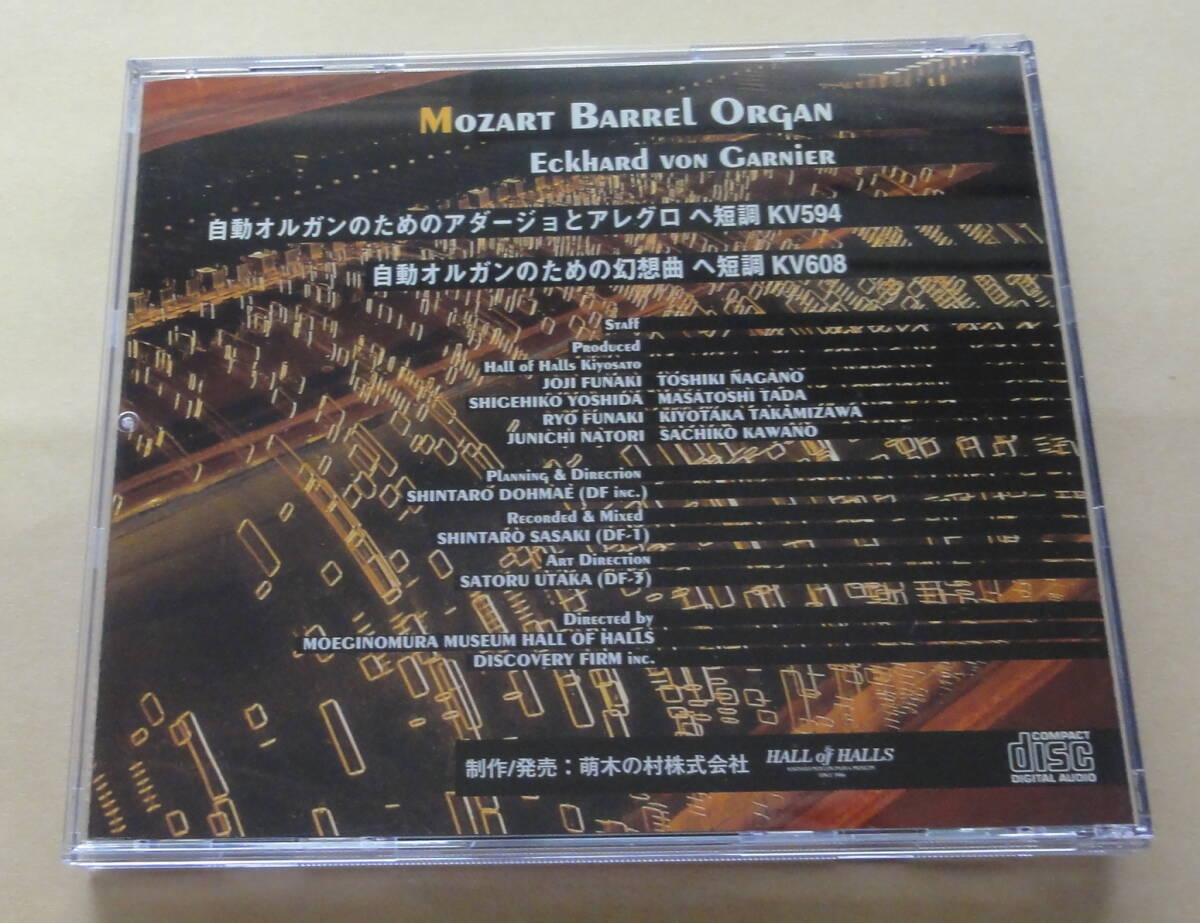 MOZART BARREL ORGAN
ECKHARD VON GARNIER
自動オルガンのためのアダージョとアレグロ ヘ短調 KV594
自動オルガンのための幻想曲 ヘ短調 KV608
STAFF
PRODUCED
HALL OF HALLS KIYOSATO
JOJI FUNAKI TOSHIKI NAGANO
SHIGEHIKO YOSHIDA MASATOSHI TADA
RYO FUNAKI KIYOTAKA TAKAMIZAWA
JUNICHI NATORI SACHIKO KAWANO
PLANNING & DIRECTION
SHINTARO DOHMAE (DF INC.)
RECORDED & MIXED
SHINTARO SASAKI (DF-1)
ART DIRECTION
SATORU UTAKA (DF-3)
DIRECTED BY
MOEGINOMURA MUSEUM HALL OF HALLS
DISCOVERY FIRM INC.
制作/発売：萌木の村株式会社
HALL of HALLS
COMPACT
disc
DIGITAL AUDIO